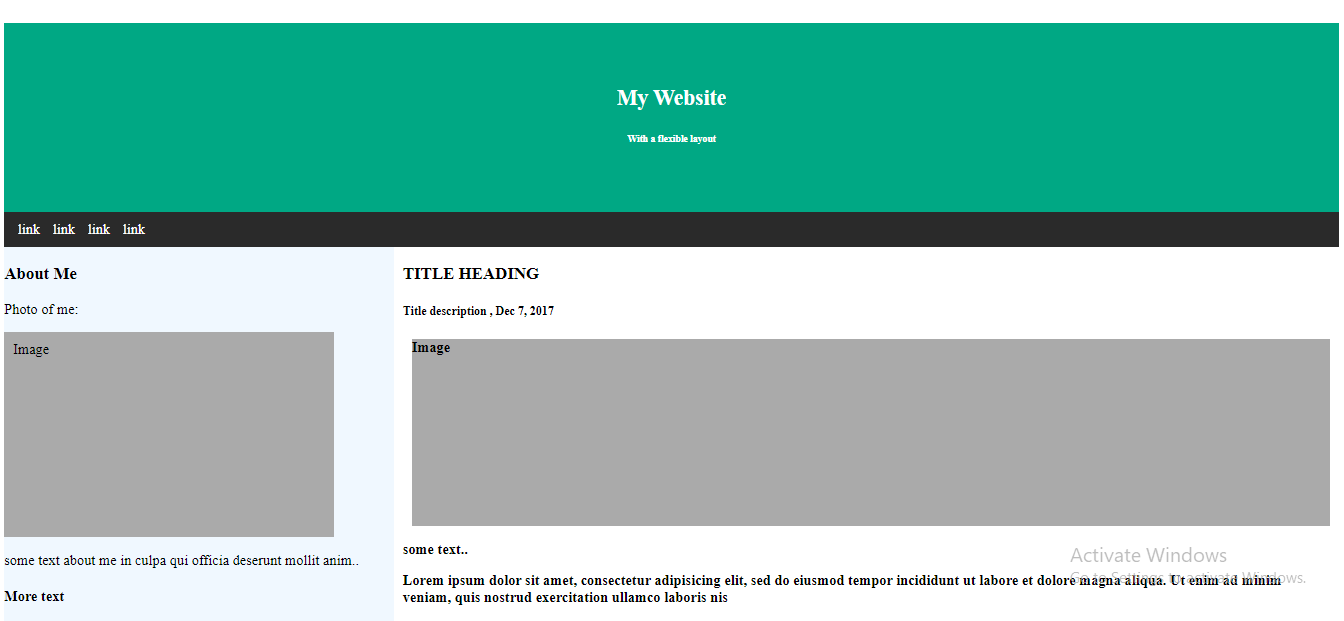 My Website
With a flexible layout
link link link link
About Me
Photo of me:
Image
some text about me in culpa qui officia deserunt mollit anim..
More text
TITLE HEADING
Title description , Dec 7, 2017
Image
some text..
Lorem ipsum dolor sit amet, consectetur adipisicing elit, sed do eiusmod tempor incididunt ut labore et dolore magna aliqua. Ut enim ad minim
veniam, quis nostrud exercitation ullamco laboris nis
Activate Windows
Go to Settings to activate Windows.